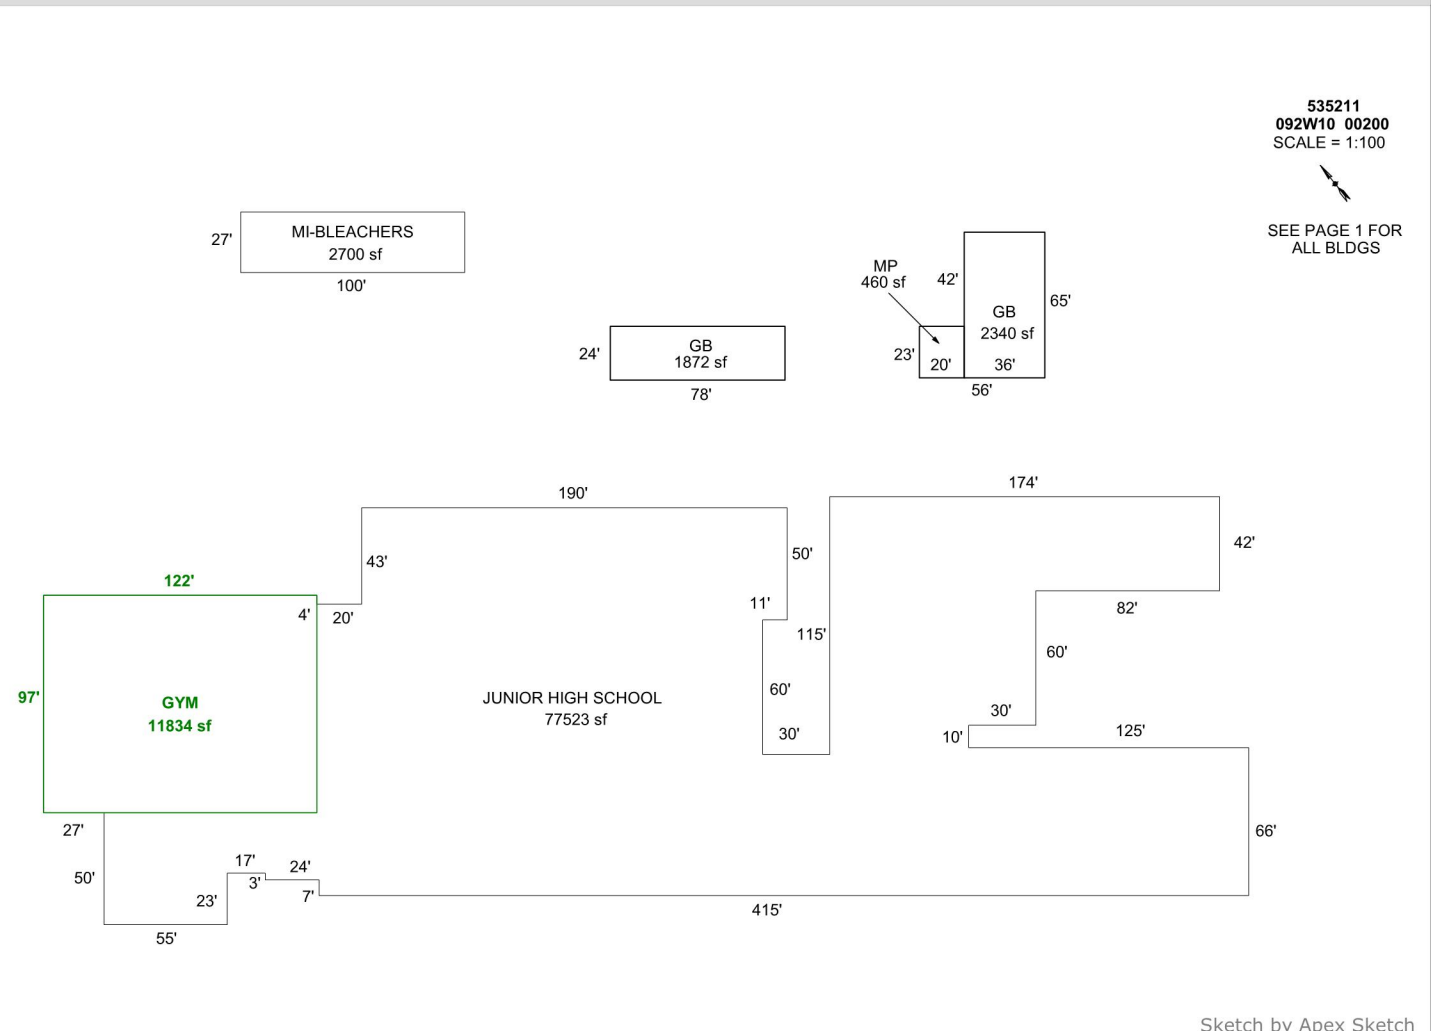 535211
092W10 00200
SCALE = 1:100
SEE PAGE 1 FOR
ALL BLDGS
27'
MI-BLEACHERS
2700 sf
100'
MP
460 sf
42'
65'
GB
2340 sf
23'
20'
36'
56'
24'
GB
1872 sf
78'
174'
190'
42'
50'
43'
122'
11'
82'
4'
20'
115'
60'
60'
97'
GYM
11834 sf
JUNIOR HIGH SCHOOL
77523 sf
30'
30'
10'
125'
27'
66'
17'
24'
50'
3'
23'
7'
415'
55'
Sketch by Apex Sketch